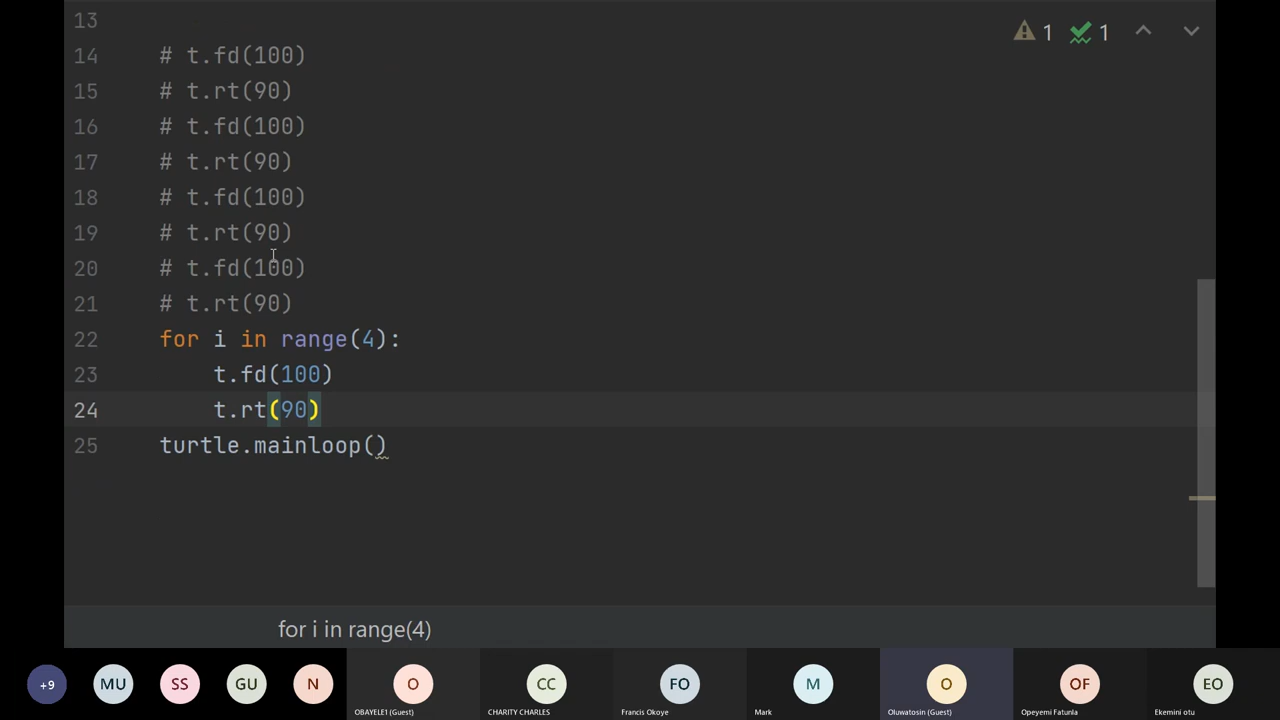 13
1
1
14 # t.fd(100)
15 # t.rt(90)
16 # t.fd(100)
17 # t.rt(90)
18 # t.fd(100)
19 # t.rt(90)
20 # t.fd(100)
21 # t.rt(90)
22 for i in range(4):
23 t.fd(100)
24 t.rt(90)
25 turtle.mainloop()
for i in range(4)
+9 MU SS GU N O CC FO M O OF EO
OBAYELE1 (Guest) CHARITY CHARLES Francis Okoye Mark Oluwatosin (Guest) Opeyemi Fatunla Ekemini otu